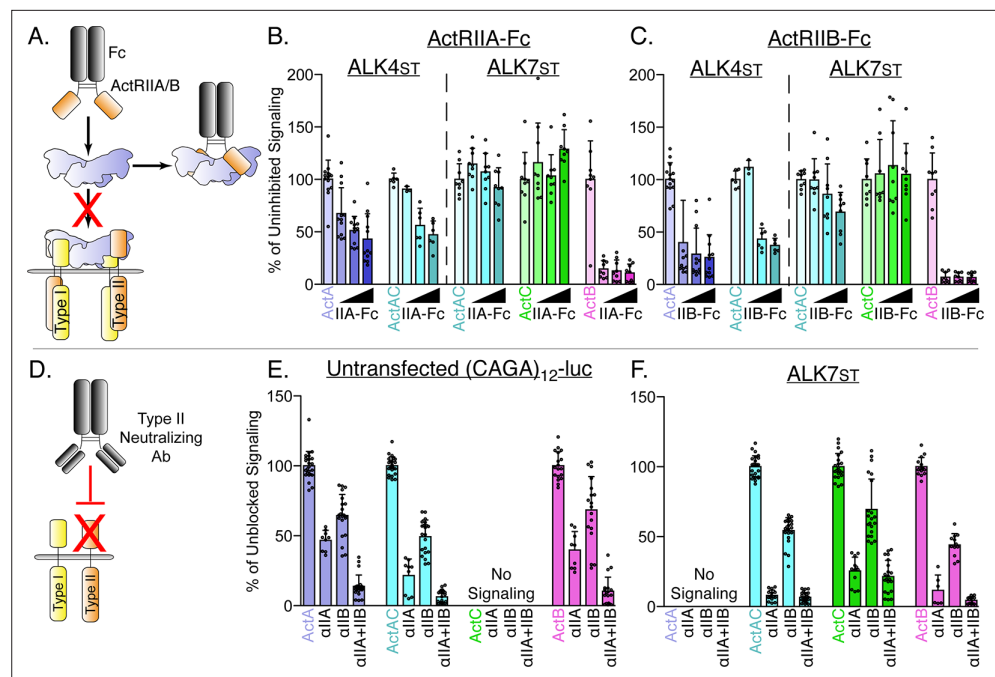 A.
Fc
ActRIIA/B
Type I
Type II
B.
ActRIIA-Fc
ALK4ST
ALK7ST
% of Uninhibited Signaling
200
150
100
50
0
ActA
IIA-Fc
ActAC
IIA-Fc
ActAC
IIA-Fc
ActC
IIA-Fc
ActB
IIA-Fc
C.
ActRIIB-Fc
ALK4ST
ALK7ST
200
150
100
50
0
ActA
IIB-Fc
ActAC
IIB-Fc
ActAC
IIB-Fc
ActC
IIB-Fc
ActB
IIB-Fc
D.
Type II
Neutralizing
Ab
Type I
Type II
E.
Untransfected (CAGA)12-luc
% of Unblocked Signaling
150
100
50
0
No
Signaling
ActA
αIIA
αIIB
αIIA+IIB
ActAC
αIIA
αIIB
αIIA+IIB
ActC
αIIA
αIIB
αIIA+IIB
ActB
αIIA
αIIB
αIIA+IIB
F.
ALK7ST
150
100
50
0
No
Signaling
ActA
αIIA
αIIB
αIIA+IIB
ActAC
αIIA
αIIB
αIIA+IIB
ActC
αIIA
αIIB
αIIA+IIB
ActB
αIIA
αIIB
αIIA+IIB